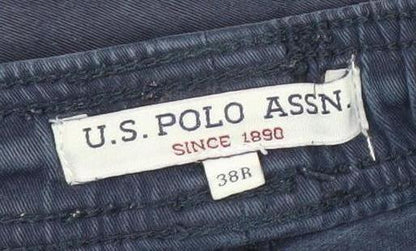 U.S. POLO ASSN.
SINCE 1890
38R